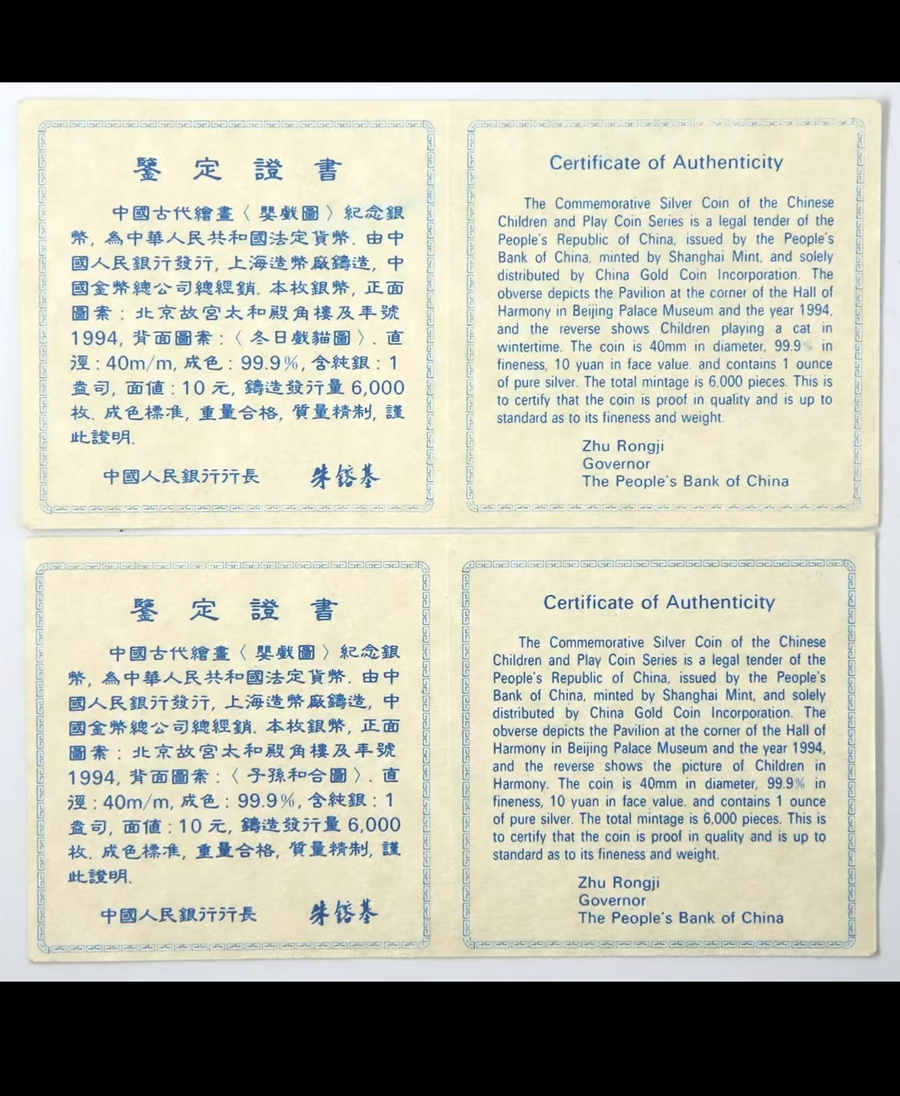 鑒定證書
中國古代繪畫〈嬰戲圖〉紀念銀
幣, 為中華人民共和國法定貨幣. 由中
國人民銀行發行, 上海造幣廠鑄造, 中
國金幣總公司總經銷. 本枚銀幣, 正面
圖案: 北京故宮太和殿角樓及年號
1994, 背面圖案:〈冬日戲貓圖〉. 直
徑: 40m/m, 成色: 99.9%, 含純銀: 1
盎司, 面值: 10 元, 鑄造發行量 6,000
枚. 成色標准, 重量合格, 質量精制, 謹
此證明.
中國人民銀行行長 朱鎔基
Certificate of Authenticity
The Commemorative Silver Coin of the Chinese
Children and Play Coin Series is a legal tender of the
People's Republic of China, issued by the People's
Bank of China, minted by Shanghai Mint, and solely
distributed by China Gold Coin Incorporation. The
obverse depicts the Pavilion at the corner of the Hall of
Harmony in Beijing Palace Museum and the year 1994,
and the reverse shows Children playing a cat in
wintertime. The coin is 40mm in diameter, 99.9% in
fineness, 10 yuan in face value. and contains 1 ounce
of pure silver. The total mintage is 6,000 pieces. This is
to certify that the coin is proof in quality and is up to
standard as to its fineness and weight.
Zhu Rongji
Governor
The People's Bank of China
鑒定證書
中國古代繪畫〈嬰戲圖〉紀念銀
幣, 為中華人民共和國法定貨幣. 由中
國人民銀行發行, 上海造幣廠鑄造, 中
國金幣總公司總經銷. 本枚銀幣, 正面
圖案: 北京故宮太和殿角樓及年號
1994, 背面圖案:〈子孫和合圖〉. 直
徑: 40m/m, 成色: 99.9%, 含純銀: 1
盎司, 面值: 10 元, 鑄造發行量 6,000
枚. 成色標准, 重量合格, 質量精制, 謹
此證明.
中國人民銀行行長 朱鎔基
Certificate of Authenticity
The Commemorative Silver Coin of the Chinese
Children and Play Coin Series is a legal tender of the
People's Republic of China, issued by the People's
Bank of China, minted by Shanghai Mint, and solely
distributed by China Gold Coin Incorporation. The
obverse depicts the Pavilion at the corner of the Hall of
Harmony in Beijing Palace Museum and the year 1994,
and the reverse shows the picture of Children in
Harmony. The coin is 40mm in diameter, 99.9% in
fineness, 10 yuan in face value. and contains 1 ounce
of pure silver. The total mintage is 6,000 pieces. This is
to certify that the coin is proof in quality and is up to
standard as to its fineness and weight.
Zhu Rongji
Governor
The People's Bank of China